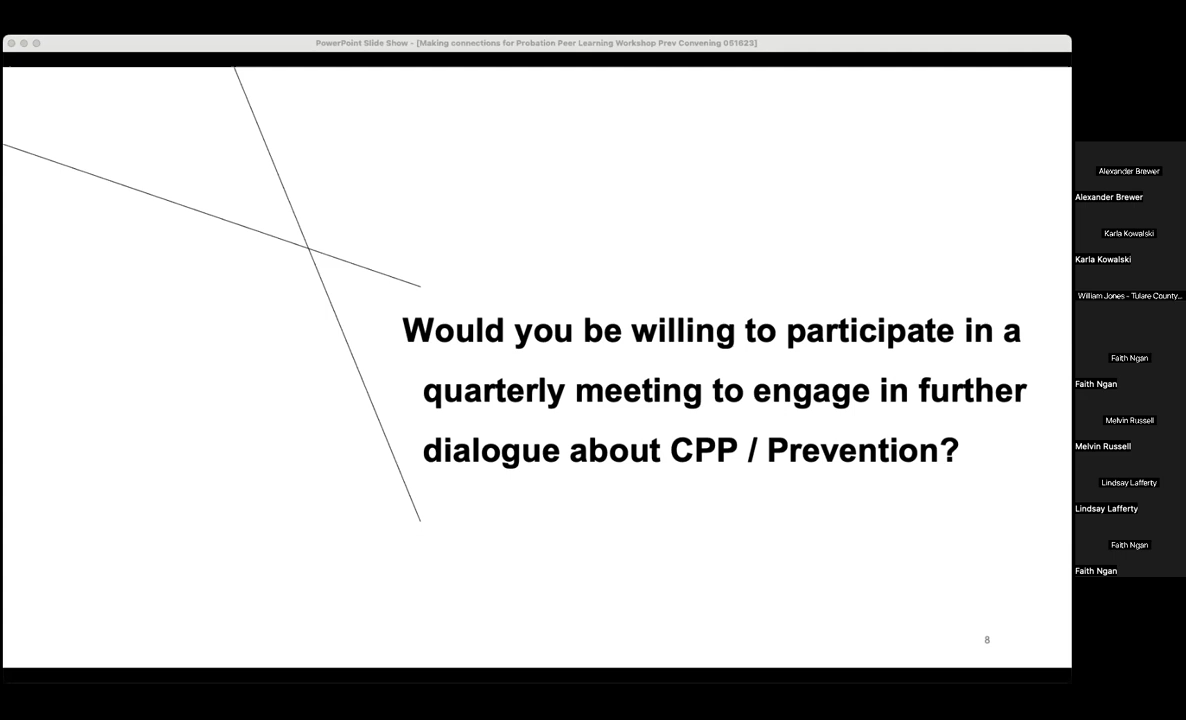 PowerPoint Slide Show - [Making connections for Probation Peer Learning Workshop Prev Convening 051623]
Would you be willing to participate in a
quarterly meeting to engage in further
dialogue about CPP / Prevention?
8
Alexander Brewer
Alexander Brewer
Karla Kowalski
Karla Kowalski
William Jones - Tulare County...
Faith Ngan
Faith Ngan
Melvin Russell
Melvin Russell
Lindsay Lafferty
Lindsay Lafferty
Faith Ngan
Faith Ngan